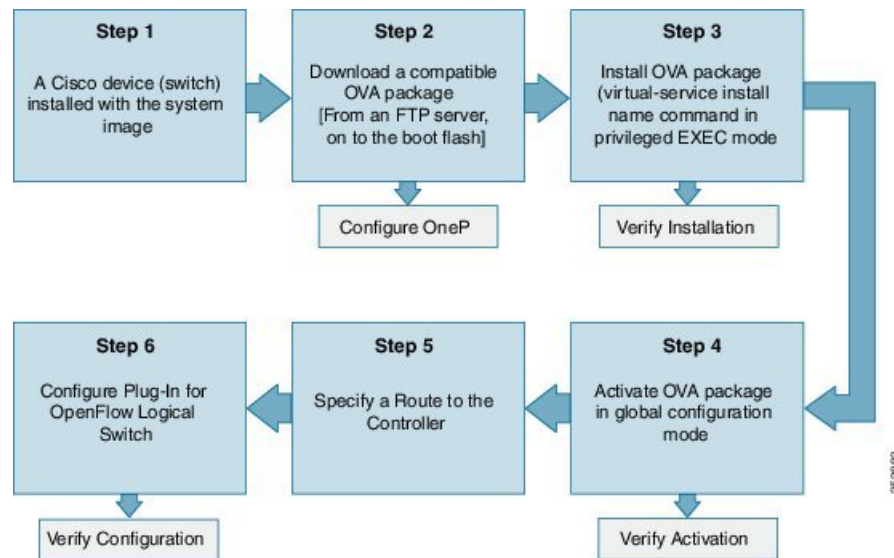 Step 1
A Cisco device (switch)
installed with the system
image
Step 2
Download a compatible
OVA package
[From an FTP server,
on to the boot flash]
Configure OneP
Step 3
Install OVA package
(virtual-service install
name command in
privileged EXEC mode
Verify Installation
Step 4
Activate OVA package
in global configuration
mode
Verify Activation
Step 5
Specify a Route to the
Controller
Step 6
Configure Plug-In for
OpenFlow Logical
Switch
Verify Configuration